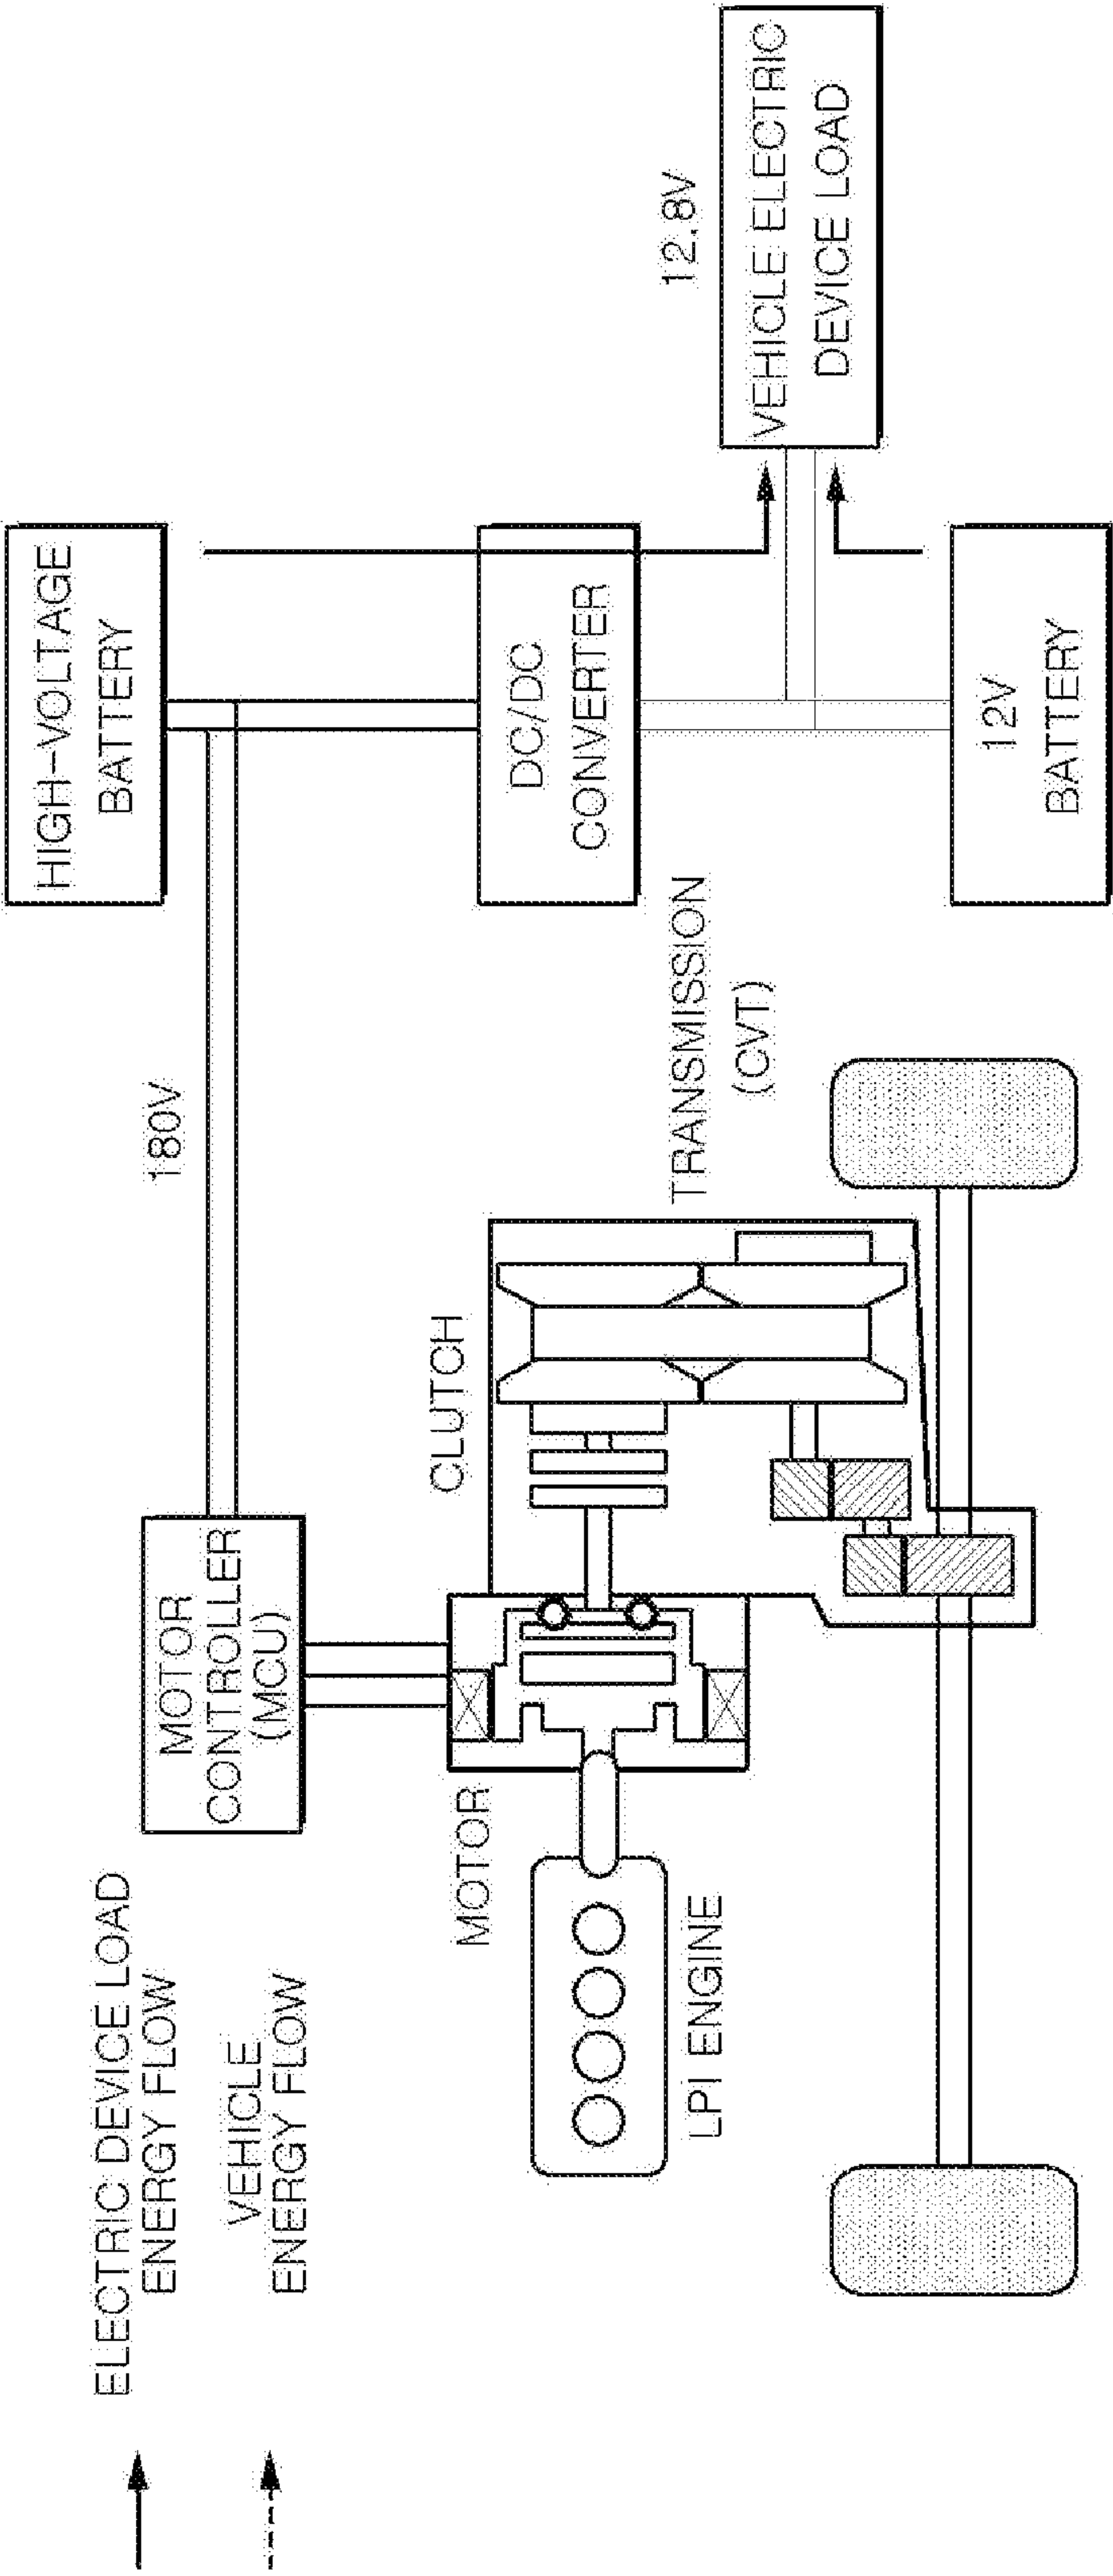 ELECTRIC DEVICE LOAD
ENERGY FLOW
VEHICLE
ENERGY FLOW
MOTOR
CONTROLLER
(MCU)
180V
HIGH-VOLTAGE
BATTERY
MOTOR
CLUTCH
DC/DC
CONVERTER
LPI ENGINE
TRANSMISSION
(CVT)
12.8V
VEHICLE ELECTRIC
DEVICE LOAD
12V
BATTERY